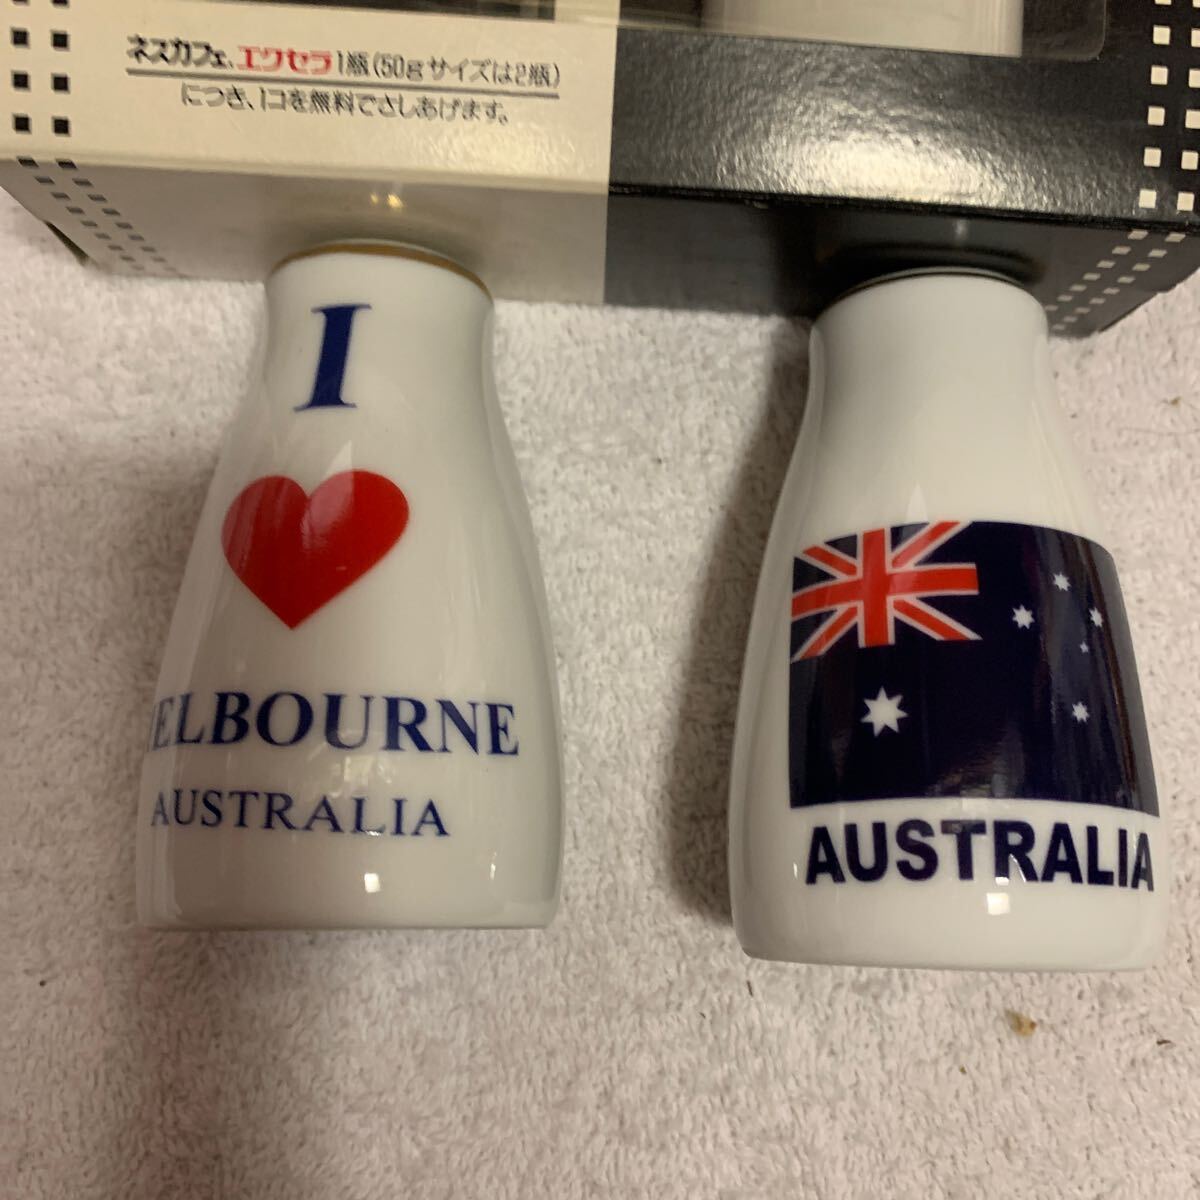 ネスカフェ、エクセラ1瓶(50gサイズは2瓶)
につき、1コを無料でさしあげます。
I
MELBOURNE
AUSTRALIA
AUSTRALIA